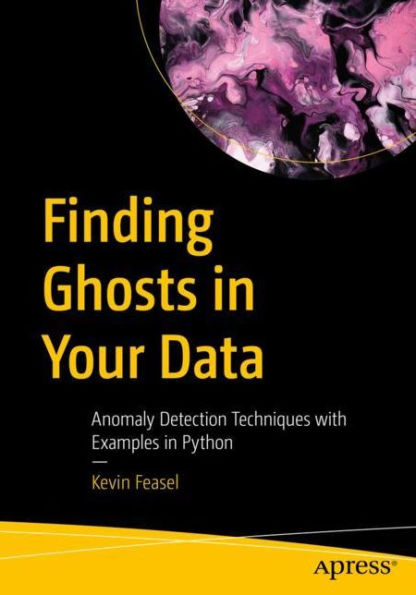 Finding
Ghosts in
Your Data
Anomaly Detection Techniques with
Examples in Python
—
Kevin Feasel
Apress®